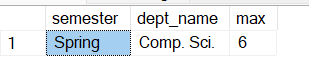 semester dept_name max
1 Spring Comp. Sci. 6